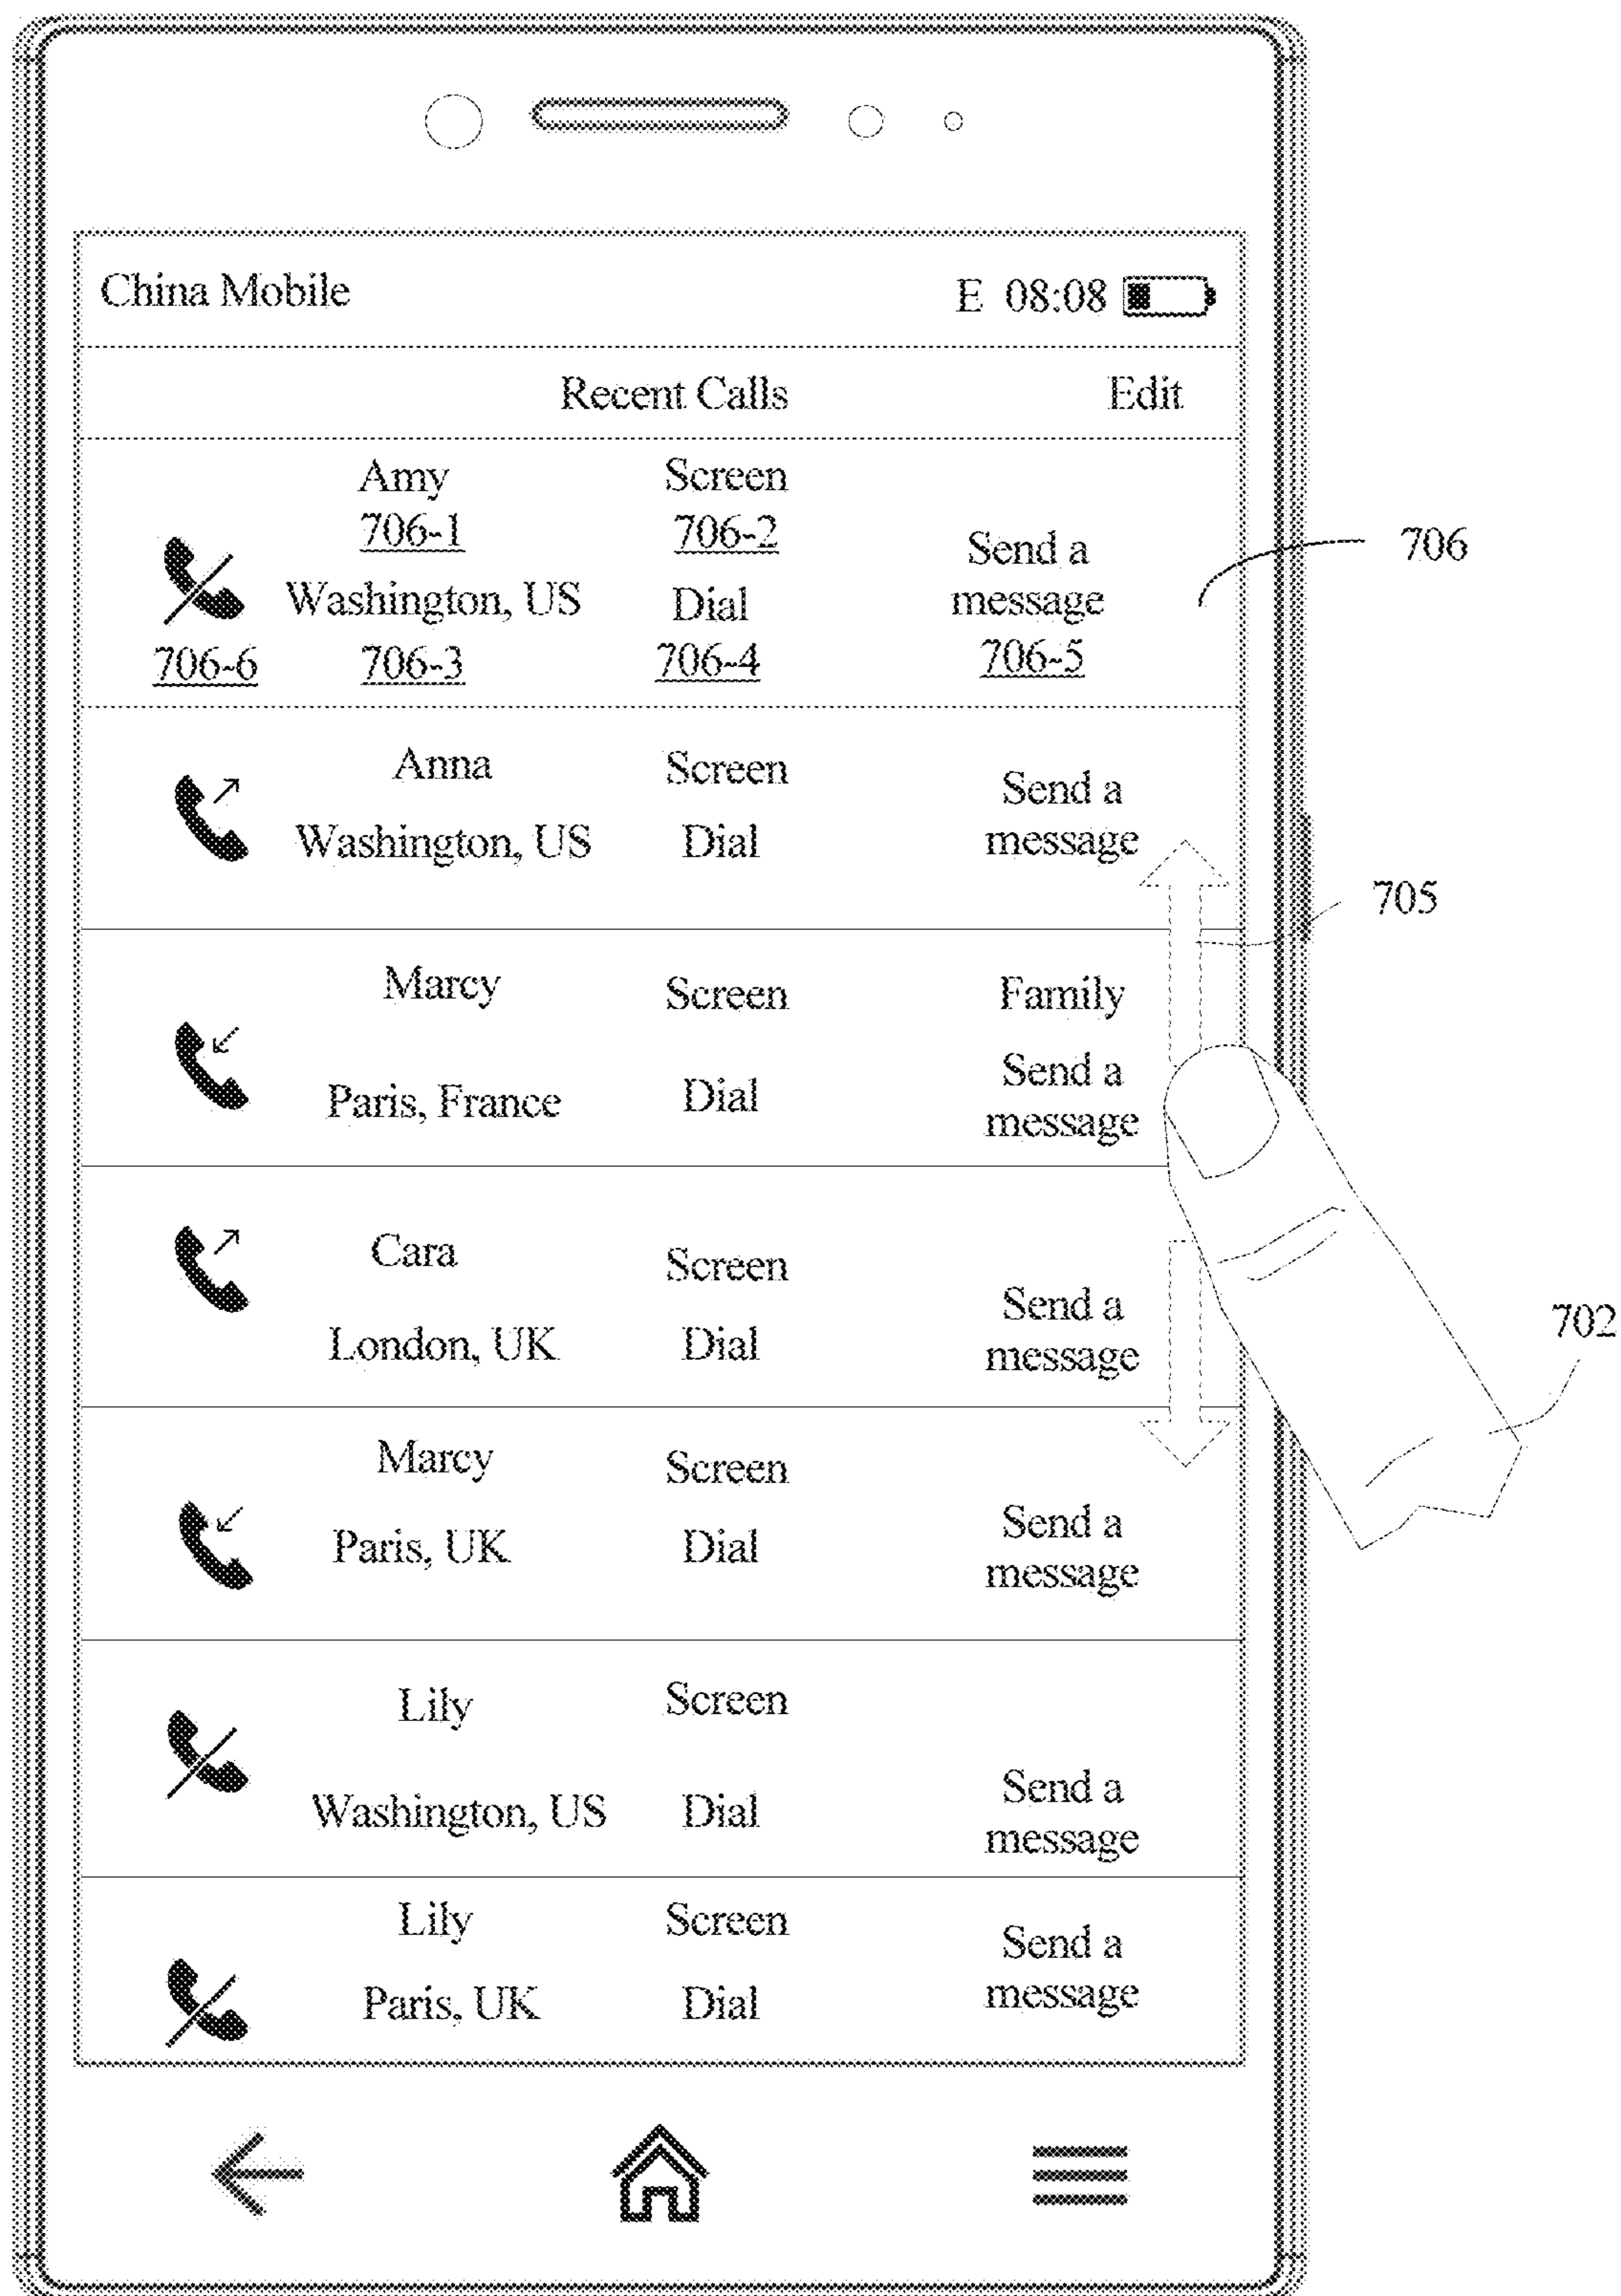 China Mobile E 08:08
Recent Calls Edit
Amy Screen
706-1 706-2 Send a
706
Washington, US Dial message
706-6 706-3 706-4 706-5
Anna Screen Send a
Washington, US Dial message
705
Marcy Screen Family
Send a
Paris, France Dial message
Cara Screen
Send a
702
London, UK Dial message
Marcy Screen
Send a
Paris, UK Dial message
Lily Screen
Send a
Washington, US Dial message
Lily Screen Send a
Paris, UK Dial message